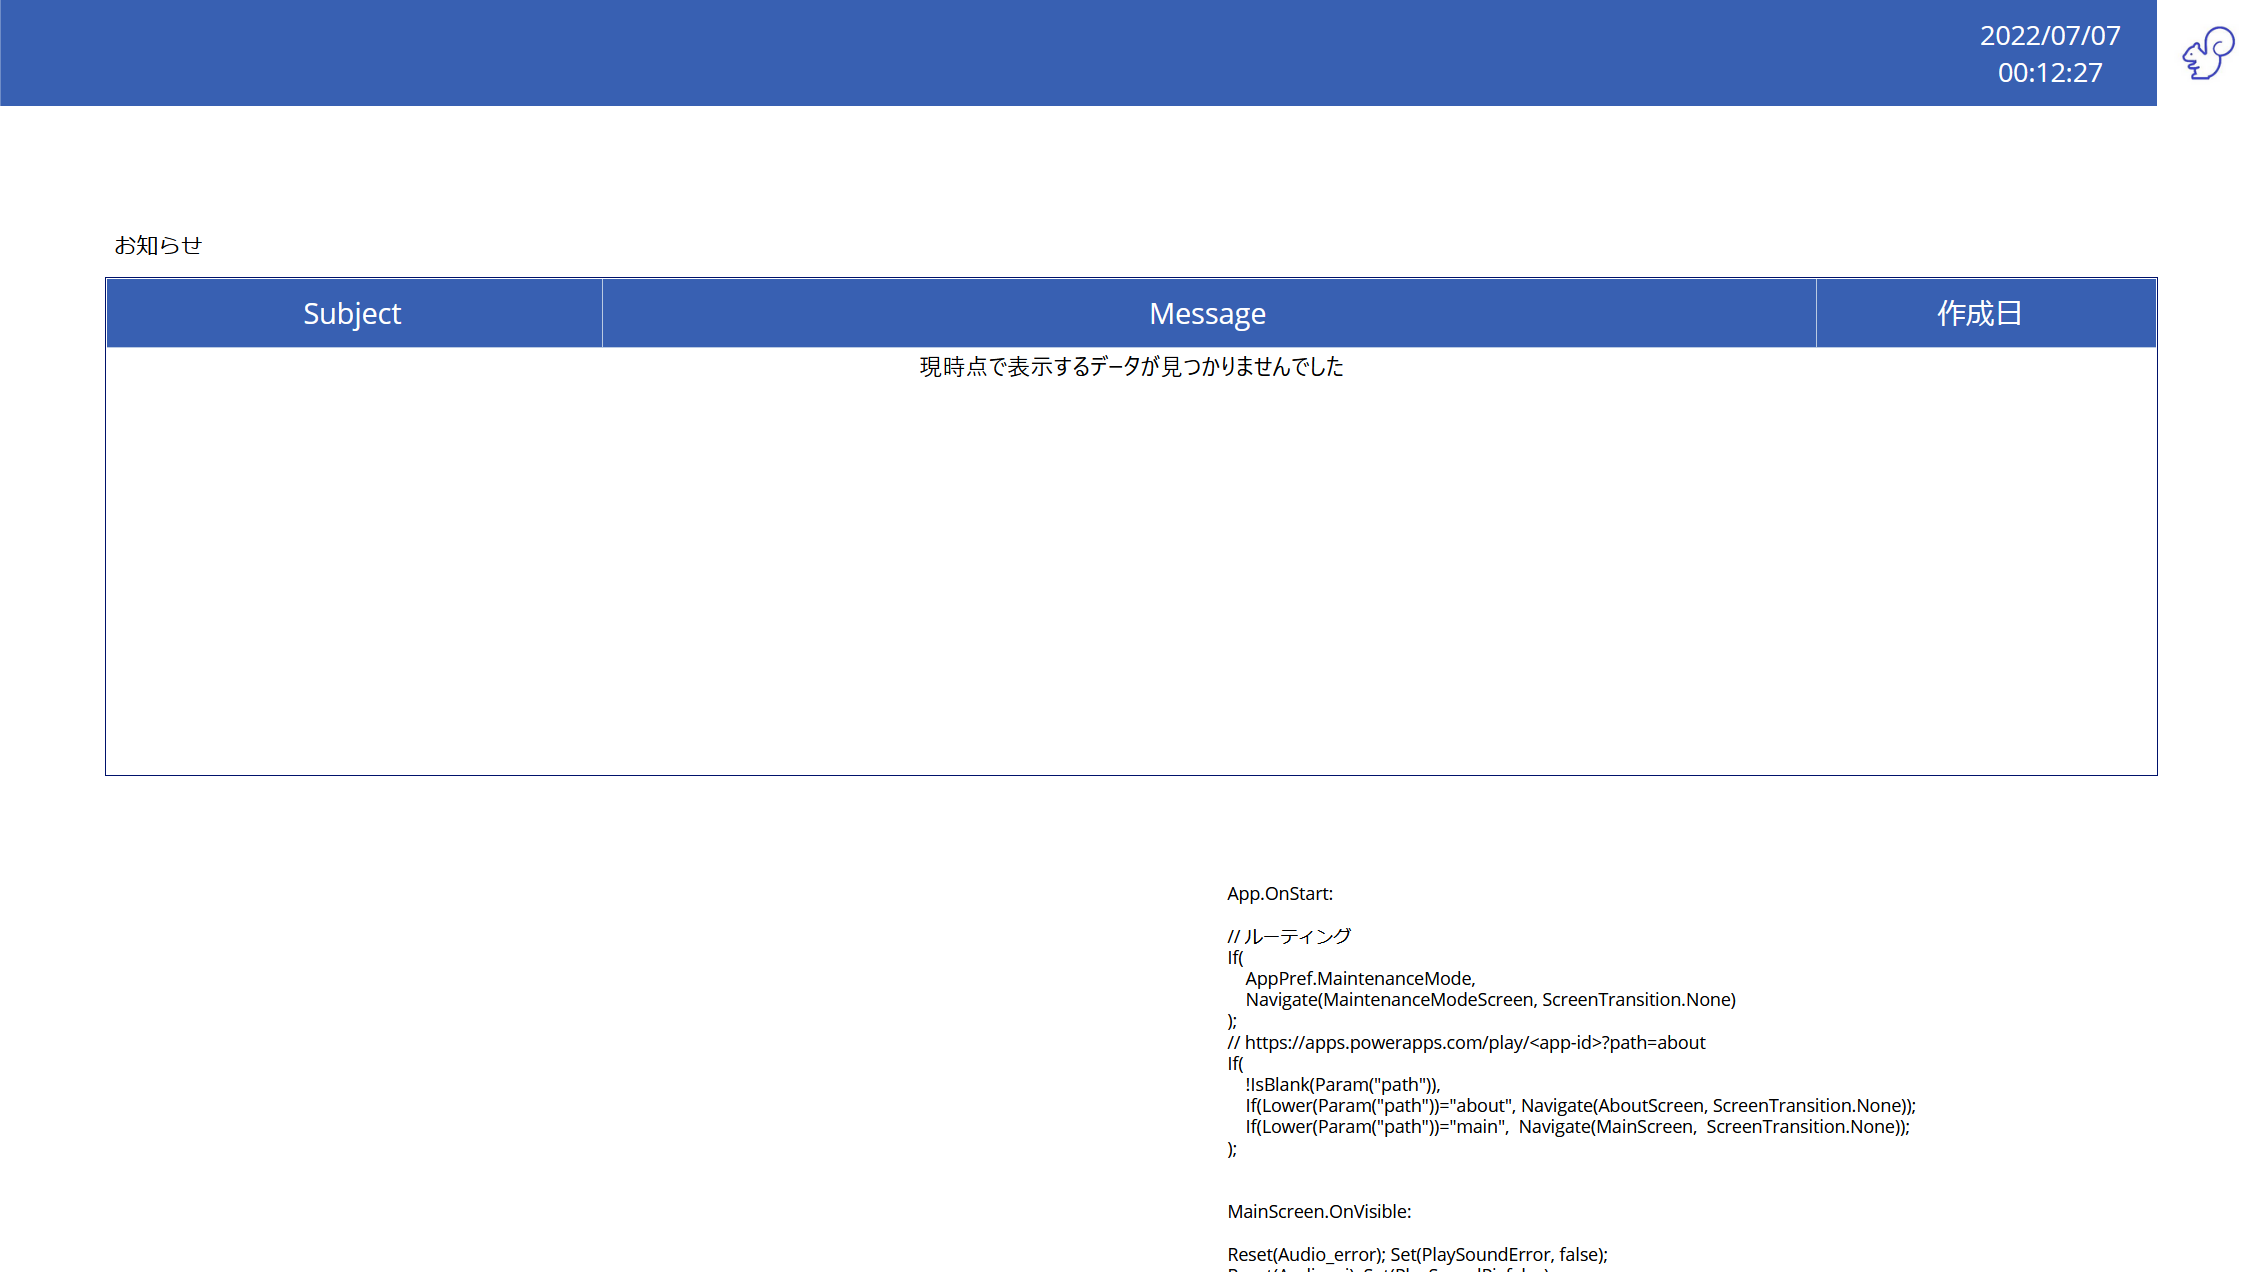 2022/07/07
00:12:27
お知らせ
Subject Message 作成日
現時点で表示するデータが見つかりませんでした
App.OnStart:
// ルーティング
If(
    AppPref.MaintenanceMode,
    Navigate(MaintenanceModeScreen, ScreenTransition.None)
);
// https://apps.powerapps.com/play/<app-id>?path=about
If(
    !IsBlank(Param("path")),
    If(Lower(Param("path"))="about", Navigate(AboutScreen, ScreenTransition.None));
    If(Lower(Param("path"))="main",  Navigate(MainScreen,  ScreenTransition.None));
);
MainScreen.OnVisible:
Reset(Audio_error); Set(PlaySoundError, false);